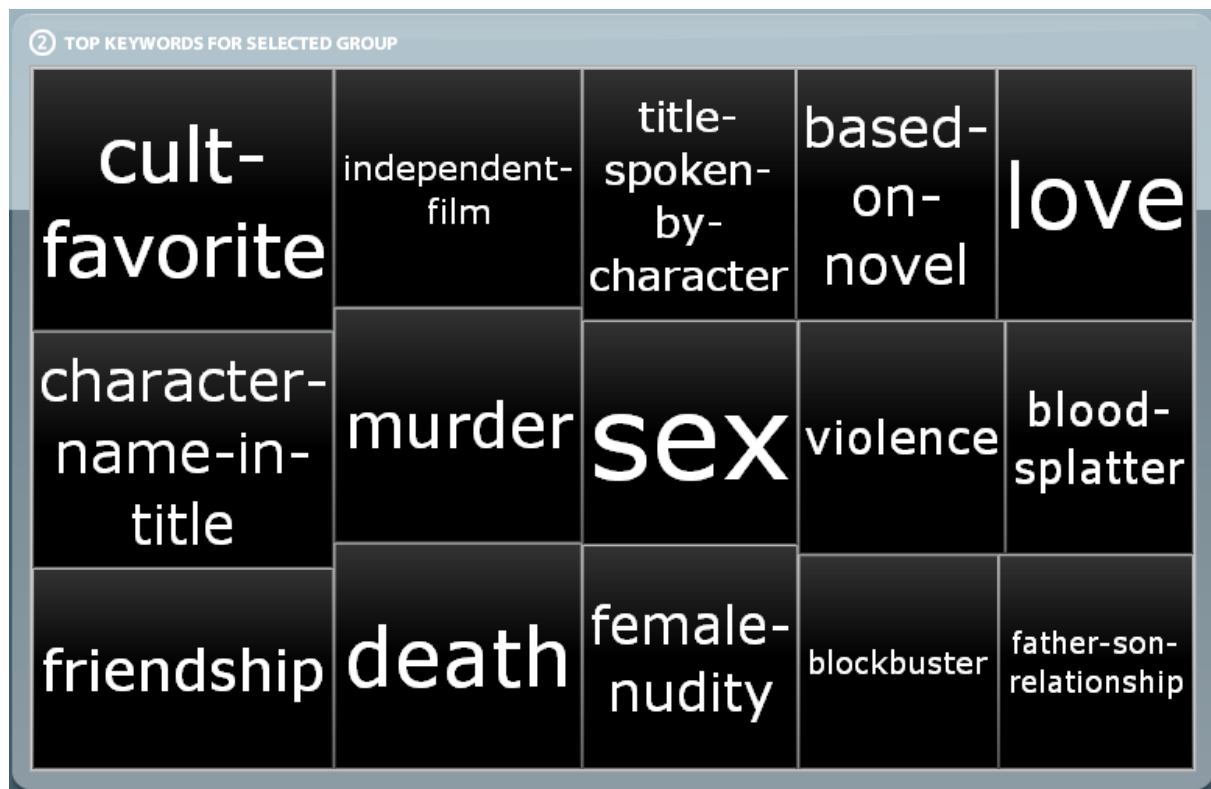 2 TOP KEYWORDS FOR SELECTED GROUP
cult-
favorite
independent-
film
title-
spoken-
by-
character
based-
on-
novel
love
character-
name-in-
title
murder
sex
violence
blood-
splatter
friendship
death
female-
nudity
blockbuster
father-son-
relationship